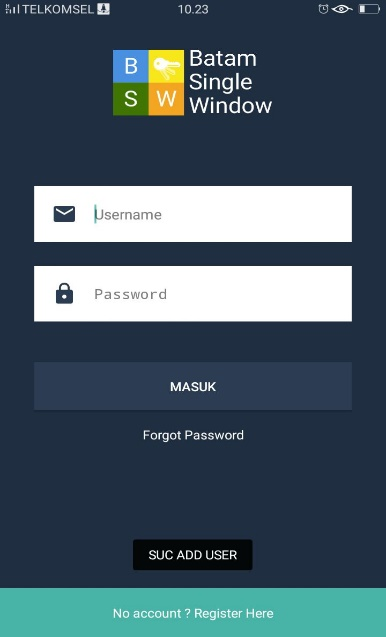 TELKOMSEL
10.23
B
S W
Batam
Single
Window
Username
Password
MASUK
Forgot Password
SUC ADD USER
No account ? Register Here